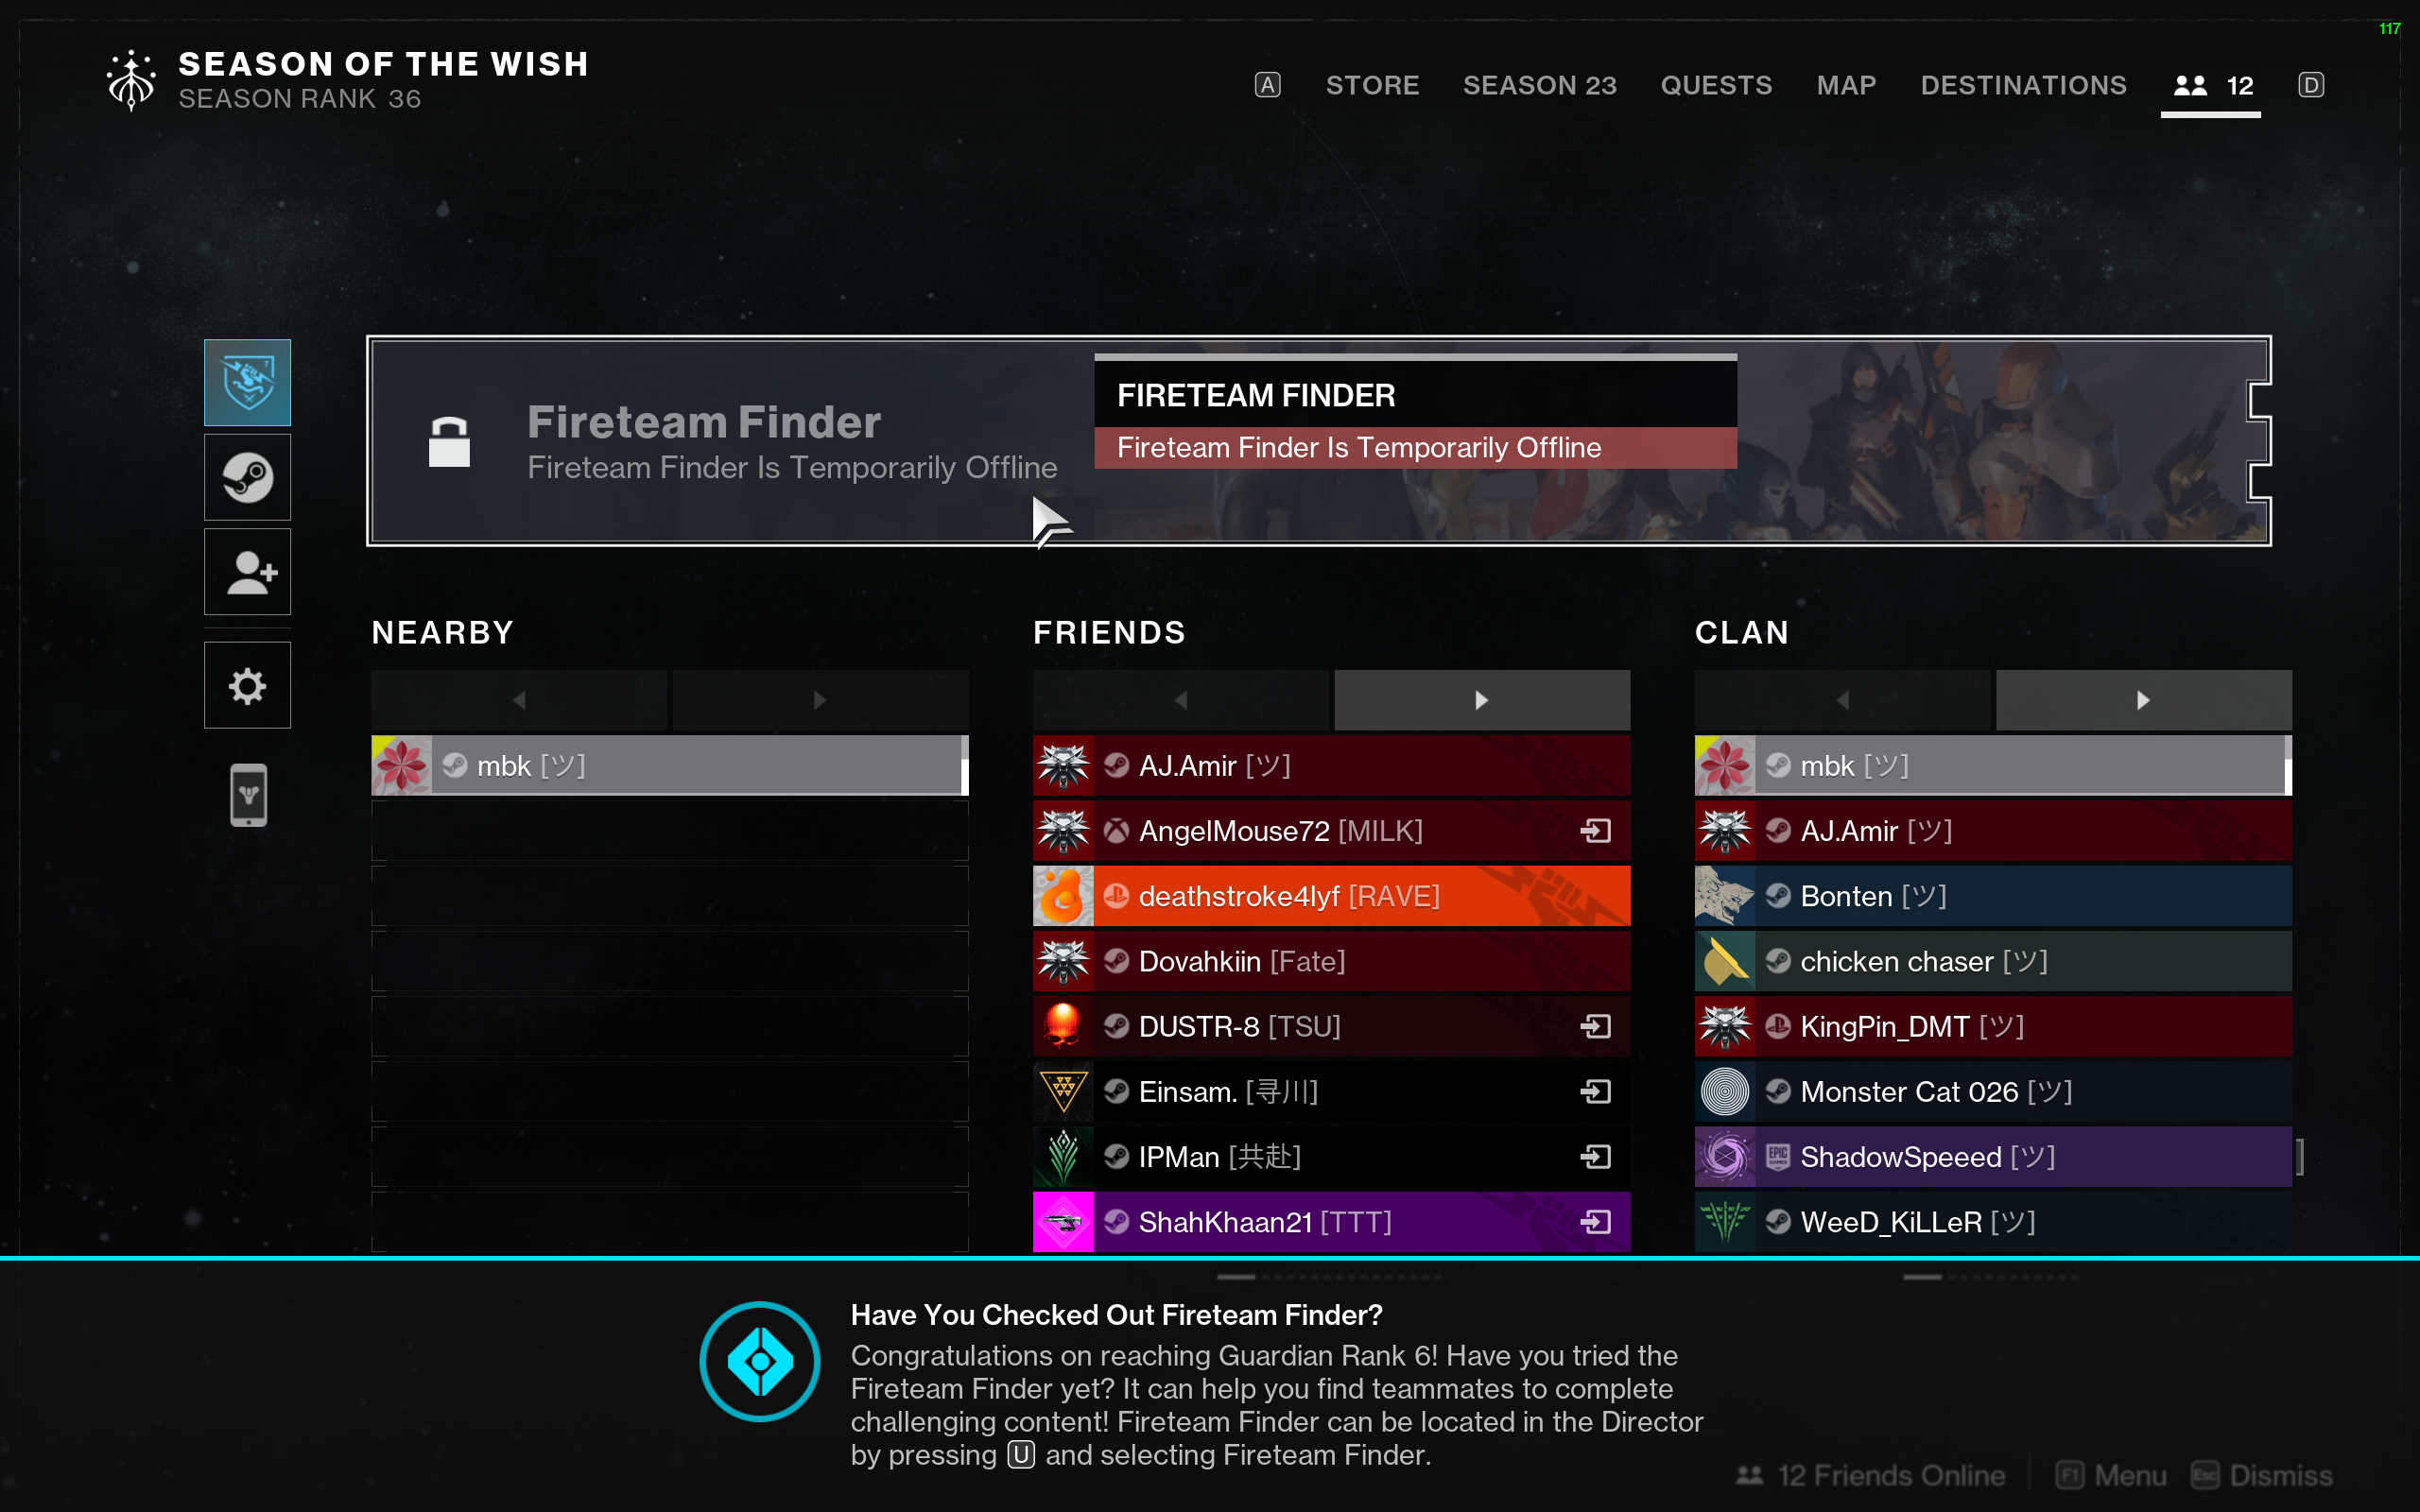 117
SEASON OF THE WISH
SEASON RANK 36
A STORE SEASON 23 QUESTS MAP DESTINATIONS 12 D
Fireteam Finder
Fireteam Finder Is Temporarily Offline
FIRETEAM FINDER
Fireteam Finder Is Temporarily Offline
NEARBY
mbk [ツ]
FRIENDS
AJ.Amir [ツ]
AngelMouse72 [MILK]
deathstroke4lyf [RAVE]
Dovahkiin [Fate]
DUSTR-8 [TSU]
Einsam. [寻川]
IPMan [共赴]
ShahKhaan21 [TTT]
CLAN
mbk [ツ]
AJ.Amir [ツ]
Bonten [ツ]
chicken chaser [ツ]
KingPin_DMT [ツ]
Monster Cat 026 [ツ]
EPIC GAMES ShadowSpeeed [ツ]
WeeD_KiLLeR [ツ]
Have You Checked Out Fireteam Finder?
Congratulations on reaching Guardian Rank 6! Have you tried the
Fireteam Finder yet? It can help you find teammates to complete
challenging content! Fireteam Finder can be located in the Director
by pressing U and selecting Fireteam Finder.
12 Friends Online F1 Menu Esc Dismiss